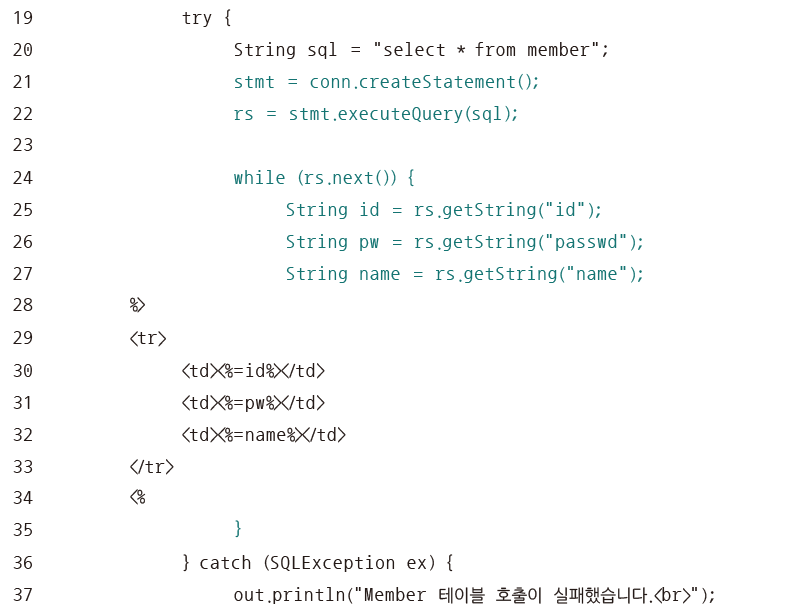 19 try {
20 String sql = "select * from member";
21 stmt = conn.createStatement();
22 rs = stmt.executeQuery(sql);
23
24 while (rs.next()) {
25 String id = rs.getString("id");
26 String pw = rs.getString("passwd");
27 String name = rs.getString("name");
28 %>
29 <tr>
30 <td><%=id%></td>
31 <td><%=pw%></td>
32 <td><%=name%></td>
33 </tr>
34 <%
35 }
36 } catch (SQLException ex) {
37 out.println("Member 테이블 호출이 실패했습니다.<br>");